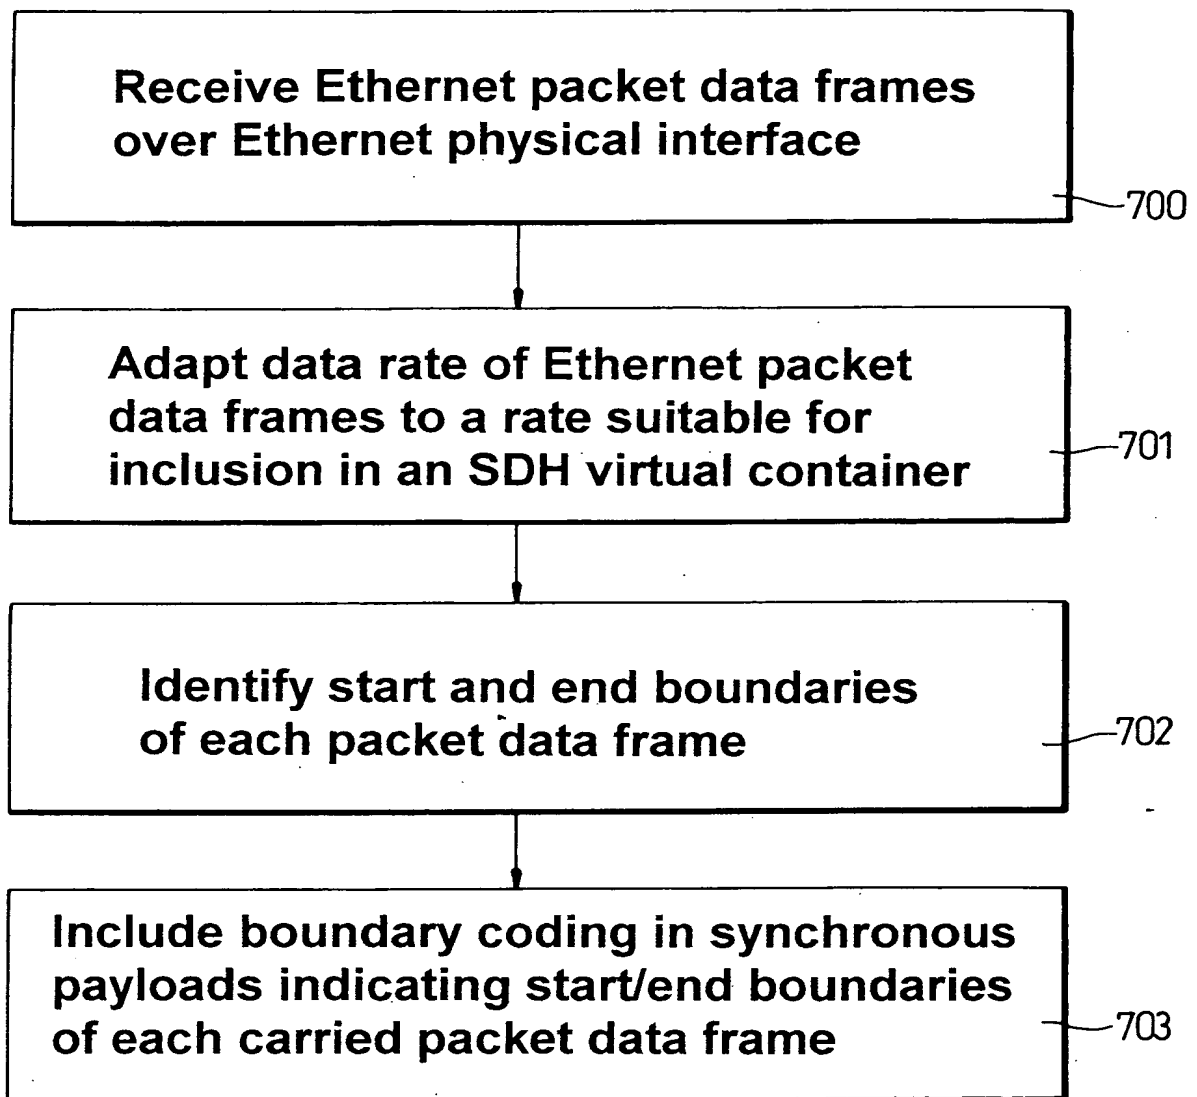 Receive Ethernet packet data frames
over Ethernet physical interface
700
Adapt data rate of Ethernet packet
data frames to a rate suitable for
inclusion in an SDH virtual container
701
Identify start and end boundaries
of each packet data frame
702
Include boundary coding in synchronous
payloads indicating start/end boundaries
of each carried packet data frame
703